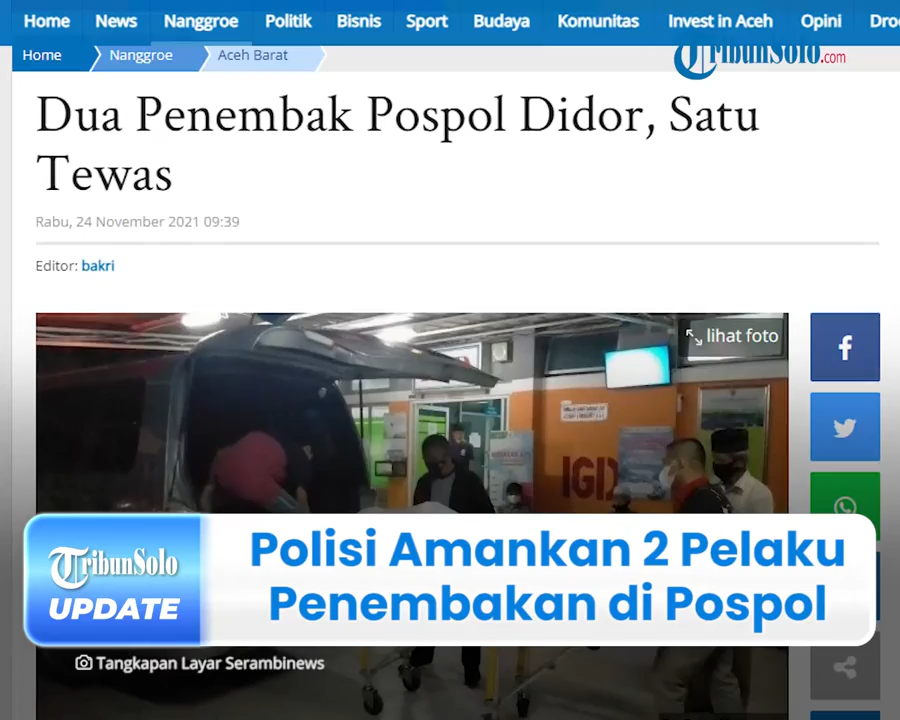 Home News Nanggroe Politik Bisnis Sport Budaya Komunitas Invest in Aceh Opini
Home Nanggroe Aceh Barat
TribunSolo.com
Dua Penembak Pospol Didor, Satu
Tewas
Rabu, 24 November 2021 09:39
Editor: bakri
lihat foto
IGD
TribunSolo
UPDATE
Polisi Amankan 2 Pelaku
Penembakan di Pospol
Tangkapan Layar Serambinews